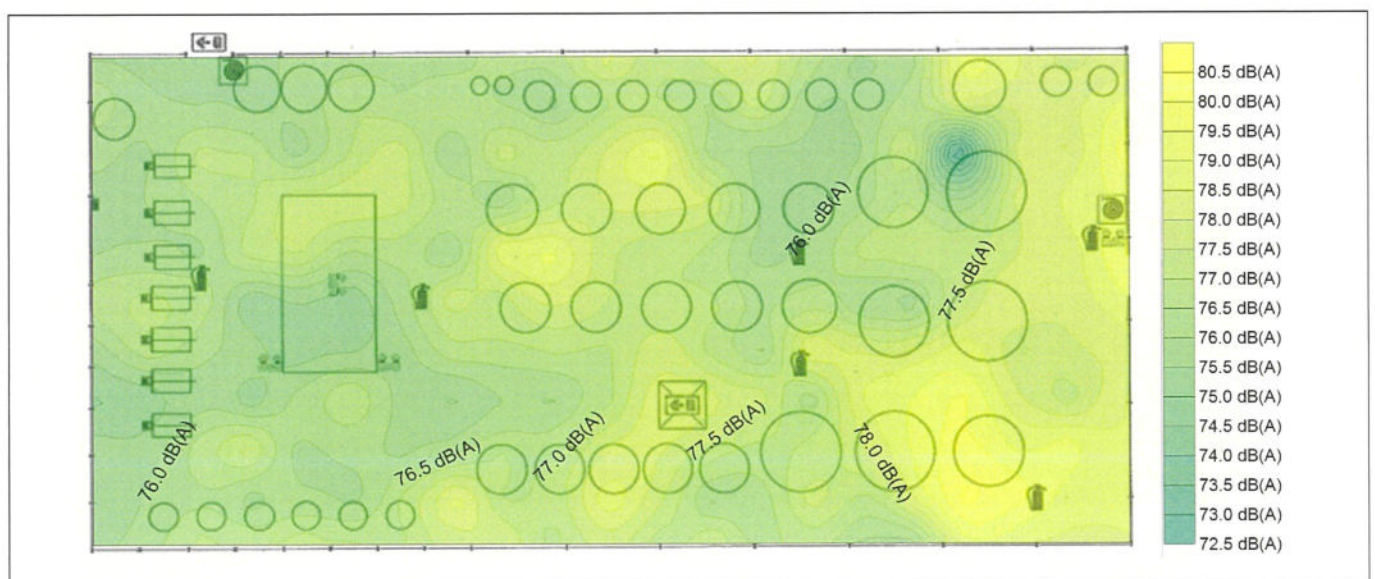 80.5 dB(A)
80.0 dB(A)
79.5 dB(A)
79.0 dB(A)
78.5 dB(A)
78.0 dB(A)
77.5 dB(A)
77.0 dB(A)
76.5 dB(A)
76.0 dB(A)
75.5 dB(A)
75.0 dB(A)
74.5 dB(A)
74.0 dB(A)
73.5 dB(A)
73.0 dB(A)
72.5 dB(A)
76.0 dB(A)
77.5 dB(A)
76.0 dB(A)
76.5 dB(A)
77.0 dB(A)
77.5 dB(A)
78.0 dB(A)